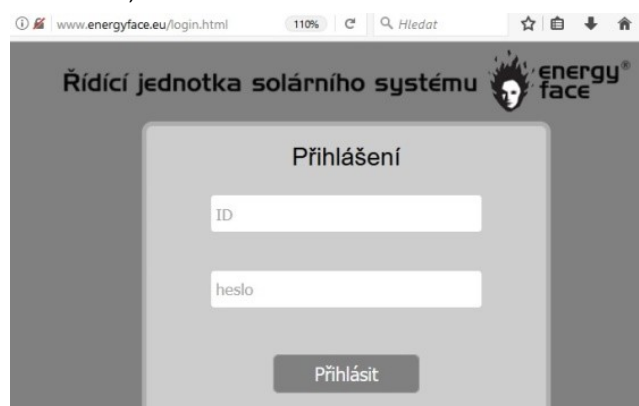 www.energyface.eu/login.html 110% Hledat
Řídící jednotka solárního systému energy® face
Přihlášení
ID
heslo
Přihlásit